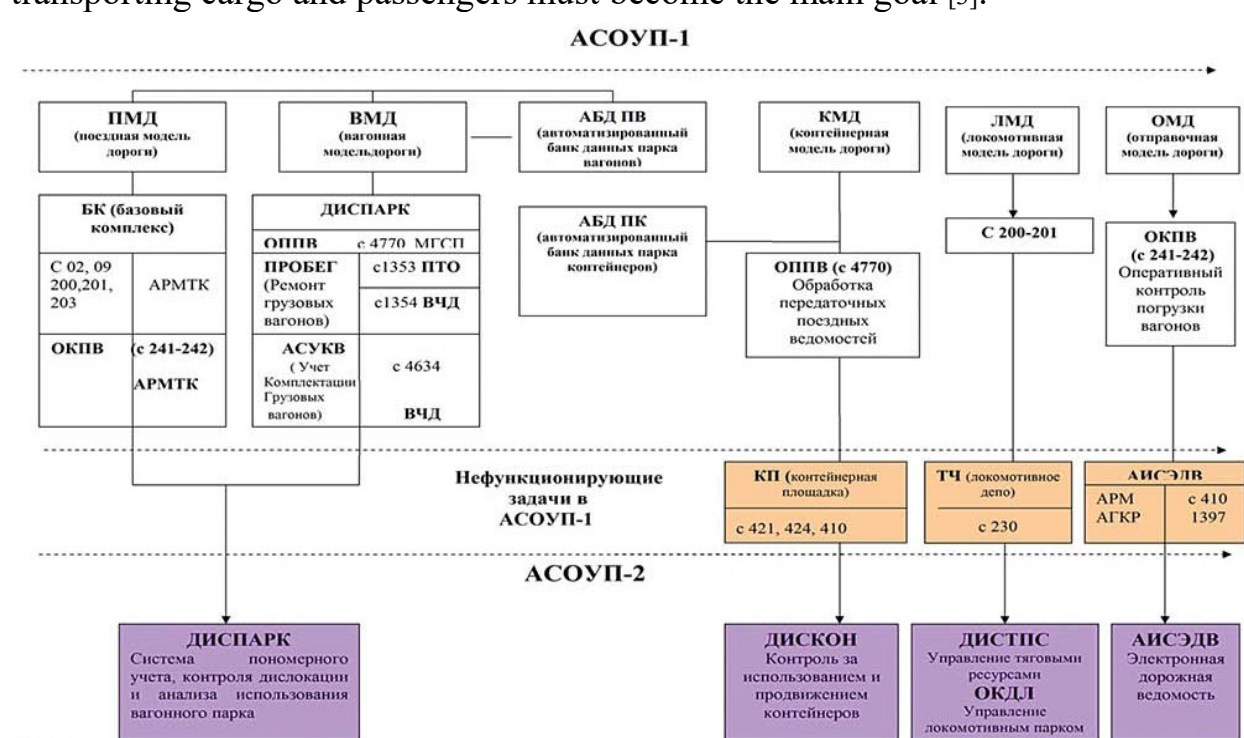 transporting cargo and passengers must become the main goal [5].
АСОУП-1
ПМД
(поездная модель
дороги)
ВМД
(вагонная
модельдороги)
АБД ПВ
(автоматизированный
банк данных парка
вагонов)
КМД
(контейнерная
модель дороги)
ЛМД
(локомотивная
модель дороги)
ОМД
(отправочная
модель дороги)
БК (базовый
комплекс)
С 02, 09
200,201,
203
АРМТК
ОКПВ (с 241-242)
АРМТК
ДИСПАРК
ОППВ с 4770 МГСП
ПРОБЕГ
(Ремонт
грузовых
вагонов)
с1353 ПТО
с1354 ВЧД
АСУКВ
( Учет
Комплектации
Грузовых
вагонов)
с 4634
ВЧД
АБД ПК
(автоматизированный
банк данных парка
контейнеров)
ОППВ (с 4770)
Обработка
передаточных
поездных
ведомостей
С 200-201
ОКПВ
(с 241-242)
Оперативный
контроль
погрузки
вагонов
Нефункционирующие
задачи в
АСОУП-1
КП (контейнерная
площадка)
с 421, 424, 410
ТЧ (локомотивное
депо)
с 230
АИСЭДВ
АРМ
АГКР
с 410
1397
АСОУП-2
ДИСПАРК
Система пономерного
учета, контроля дислокации
и анализа использования
вагонного парка
ДИСКОН
Контроль за
использованием и
продвижением
контейнеров
ДИСТПС
Управление тяговыми
ресурсами
ОКДЛ
Управление
локомотивным парком
АИСЭДВ
Электронная
дорожная
ведомость